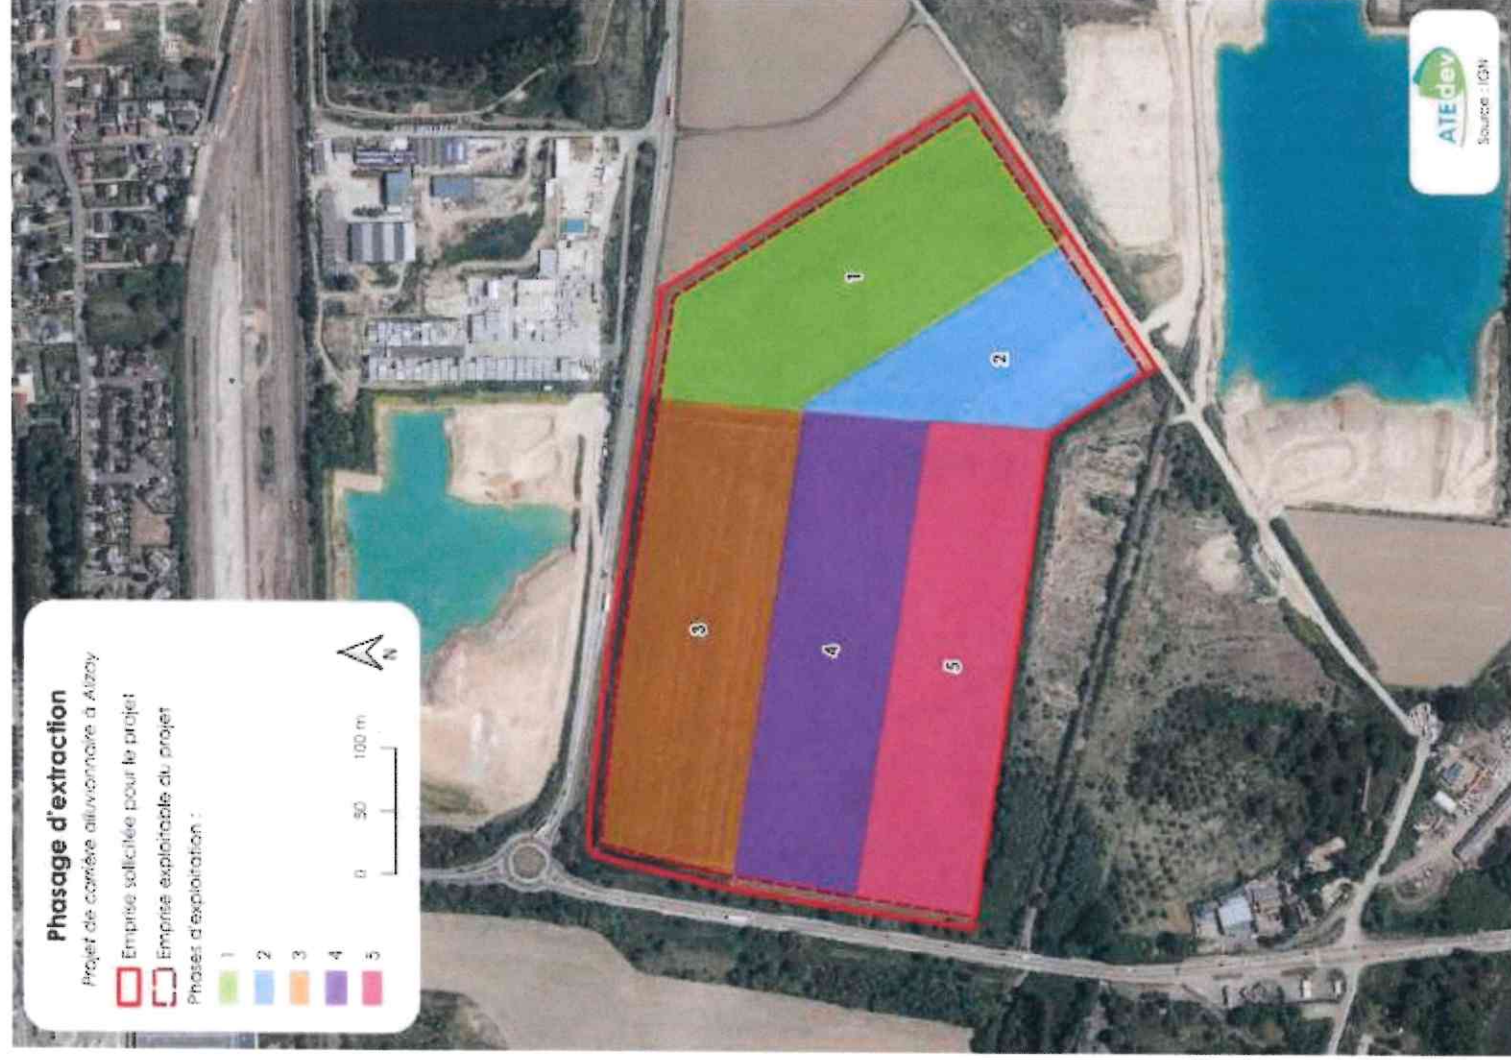 Phasage d'extraction
Projet de carrière alluvionnaire à Alizay
Emprise sollicitée pour le projet
Emprise exploitable du projet
Phases d'exploitation :
1
2
3
4
5
0 50 100 m
N
1
2
3
4
5
ATEdev
Source : IGN